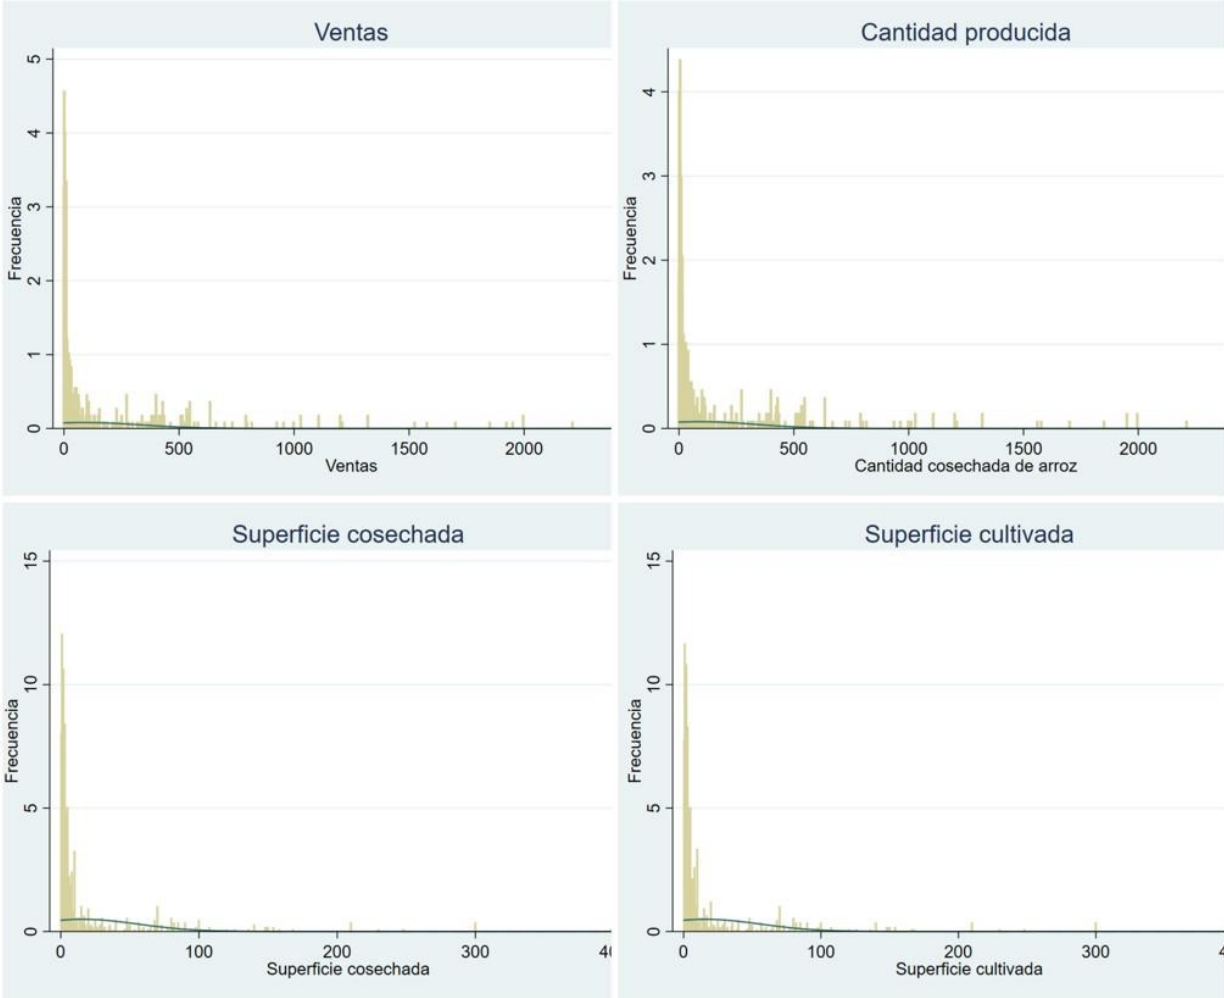 Ventas
5
4
3
2
1
0
Frecuencia
0 500 1000 1500 2000
Ventas
Cantidad producida
4
3
2
1
0
Frecuencia
0 500 1000 1500 2000
Cantidad cosechada de arroz
Superficie cosechada
15
10
5
0
Frecuencia
0 100 200 300
Superficie cosechada
Superficie cultivada
15
10
5
0
Frecuencia
0 100 200 300
Superficie cultivada